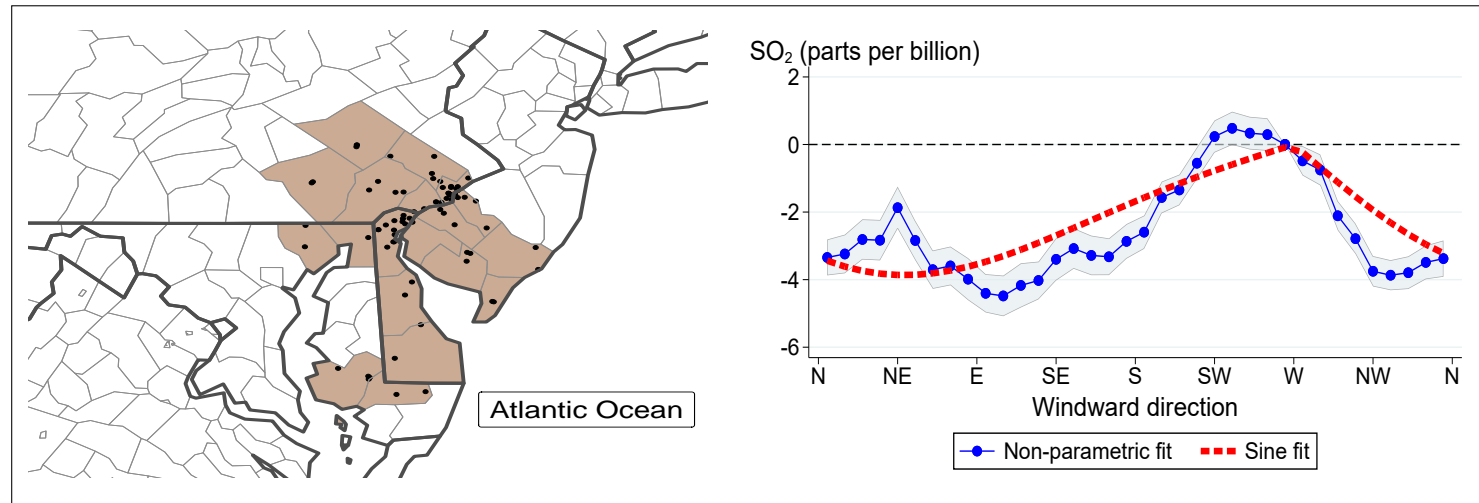 Atlantic Ocean
SO₂ (parts per billion)
2
0
-2
-4
-6
N NE E SE S SW W NW N
Windward direction
Non-parametric fit Sine fit